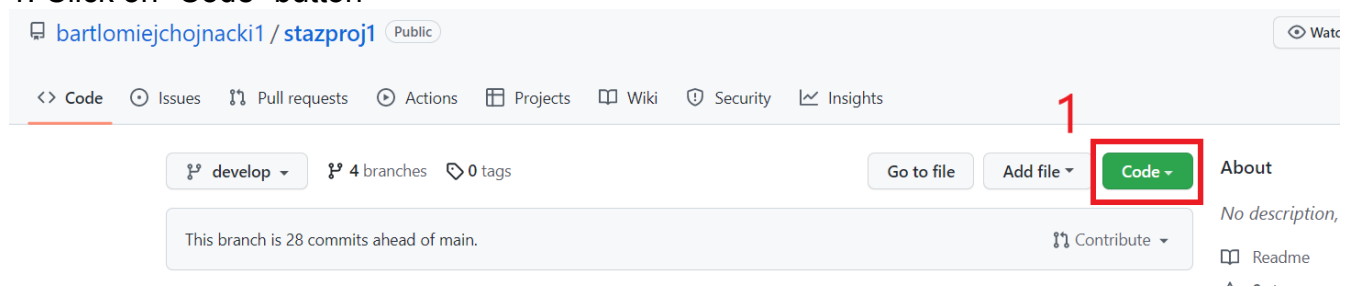 bartlomiejchojnacki1 / stazproj1 Public
<> Code Issues Pull requests Actions Projects Wiki Security Insights
1
develop 4 branches 0 tags Go to file Add file Code About
No description,
This branch is 28 commits ahead of main. Contribute
Readme